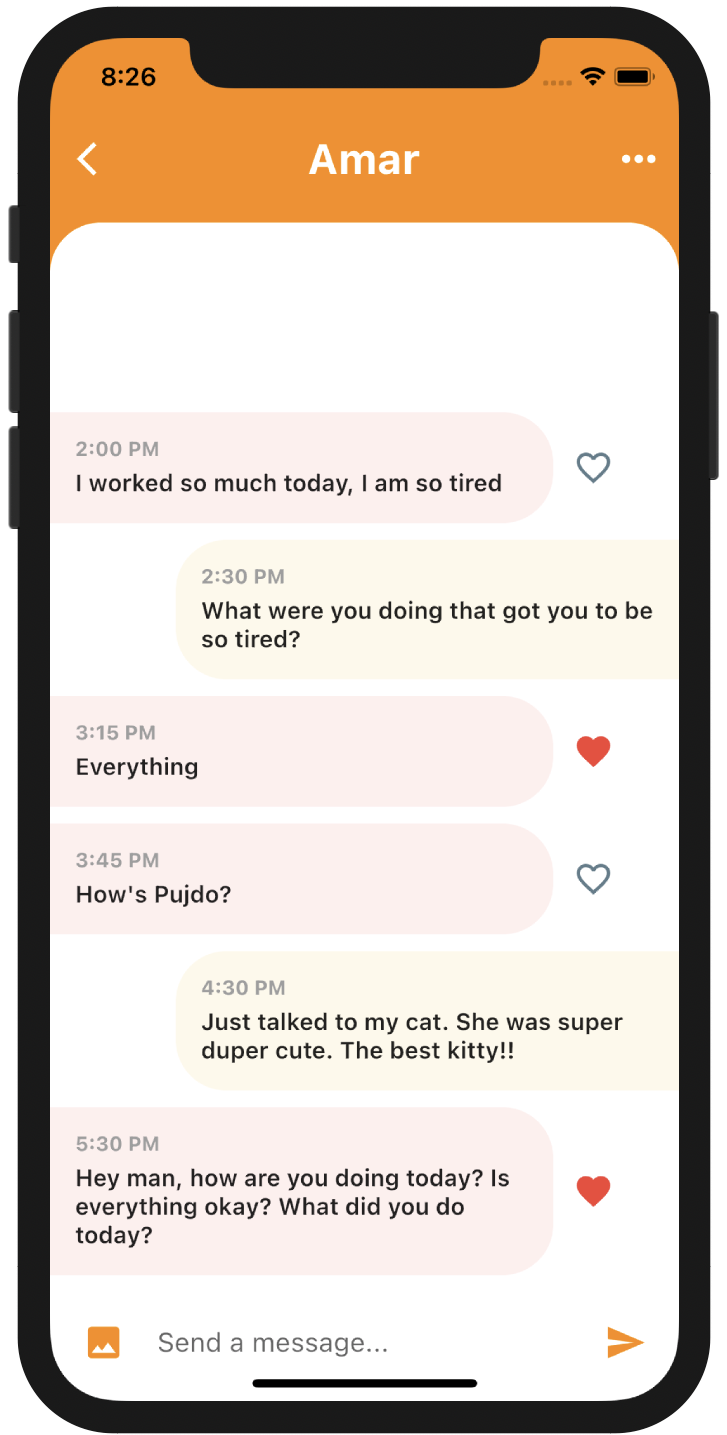 8:26
Amar
2:00 PM
I worked so much today, I am so tired
2:30 PM
What were you doing that got you to be
so tired?
3:15 PM
Everything
3:45 PM
How's Pujdo?
4:30 PM
Just talked to my cat. She was super
duper cute. The best kitty!!
5:30 PM
Hey man, how are you doing today? Is
everything okay? What did you do
today?
Send a message...